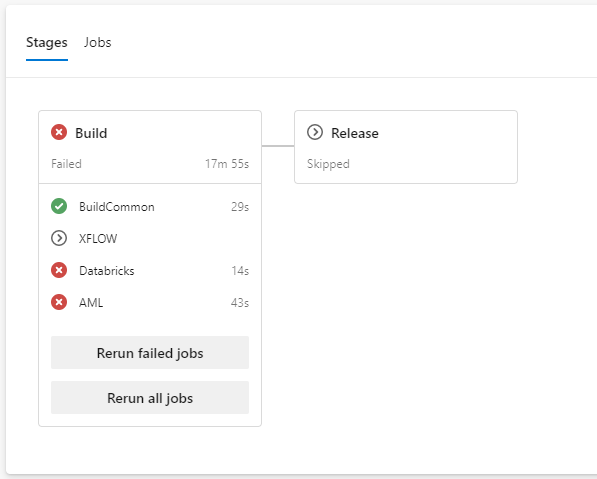 Stages Jobs
Build
Failed 17m 55s
BuildCommon 29s
XFLOW
Databricks 14s
AML 43s
Rerun failed jobs
Rerun all jobs
Release
Skipped